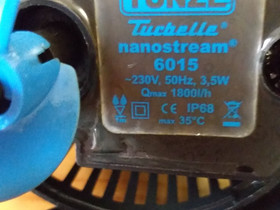 TUNZE
Turbelle®
nanostream®
6015
~230V, 50Hz, 3,5W
Qmax 1800l/h
CE IP68
max 35°C